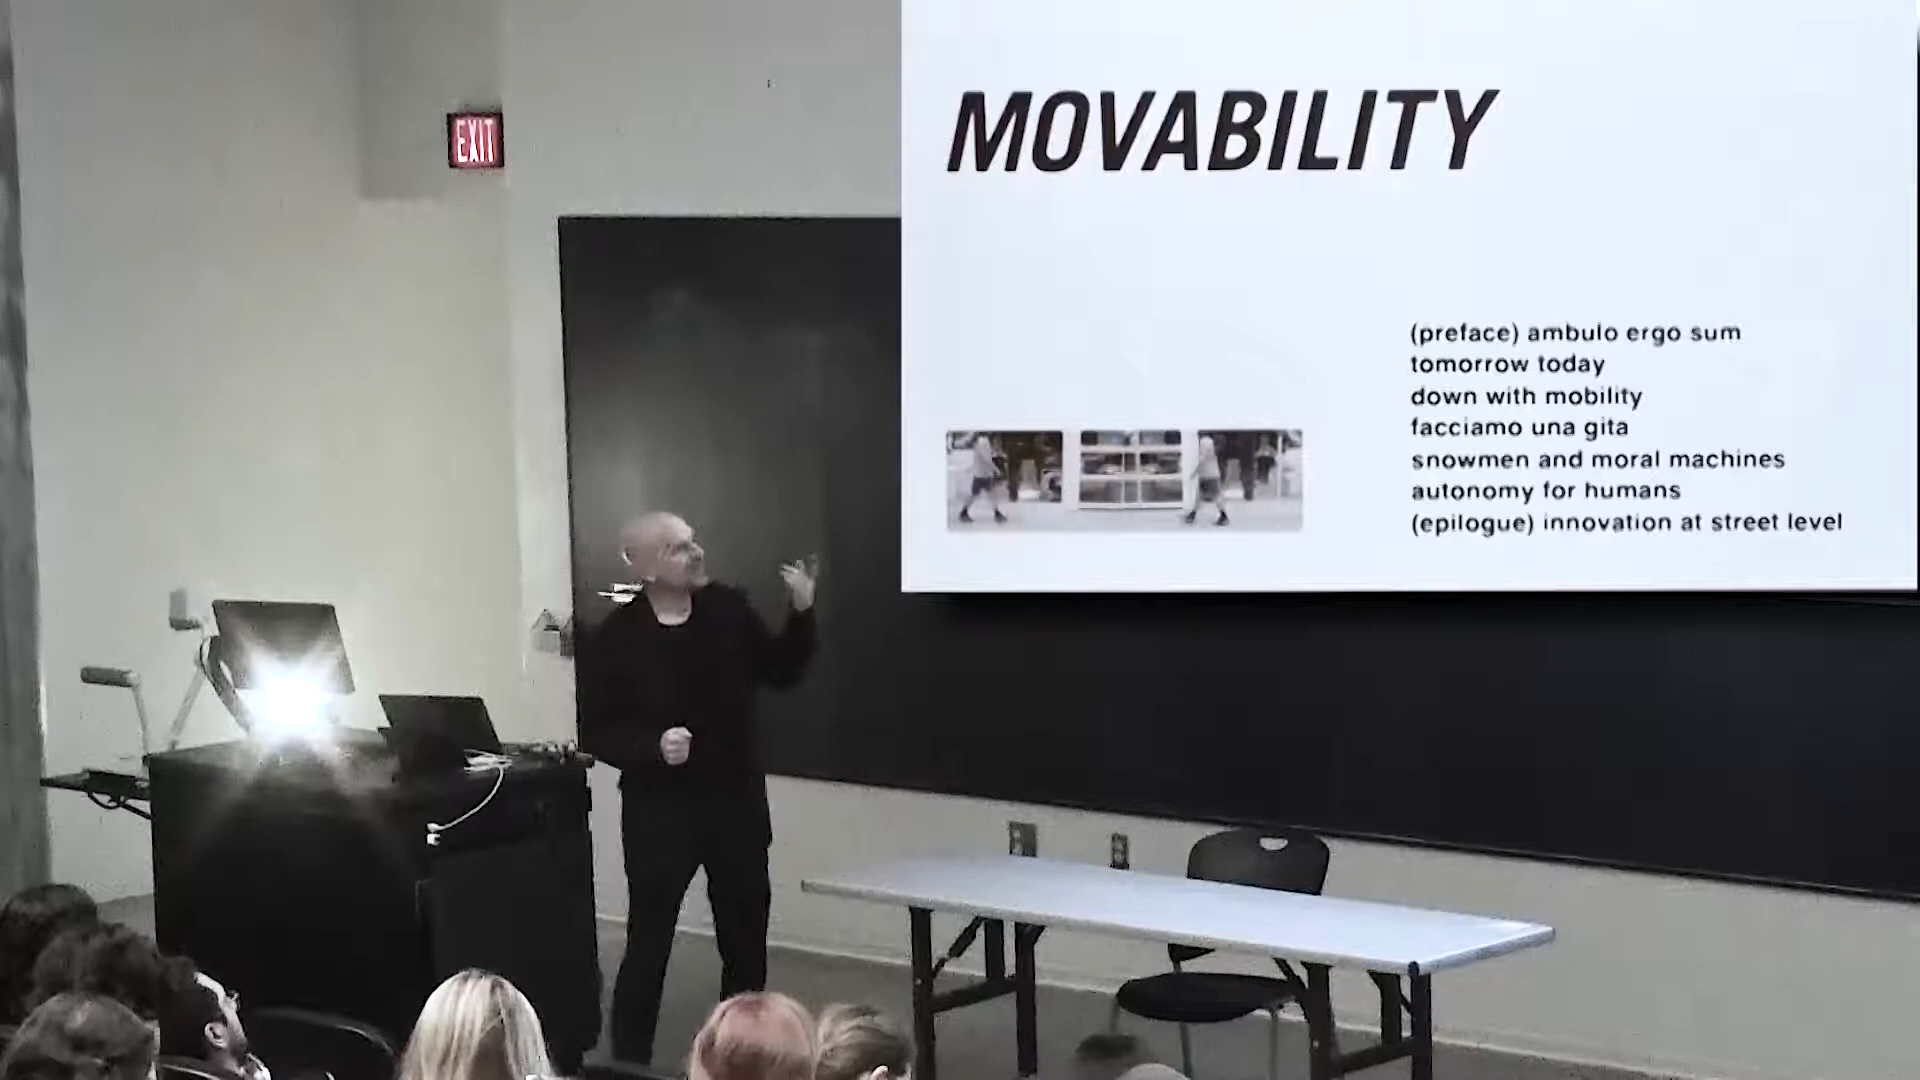 EXIT
MOVABILITY
(preface) ambulo ergo sum
tomorrow today
down with mobility
facciamo una gita
snowmen and moral machines
autonomy for humans
(epilogue) innovation at street level